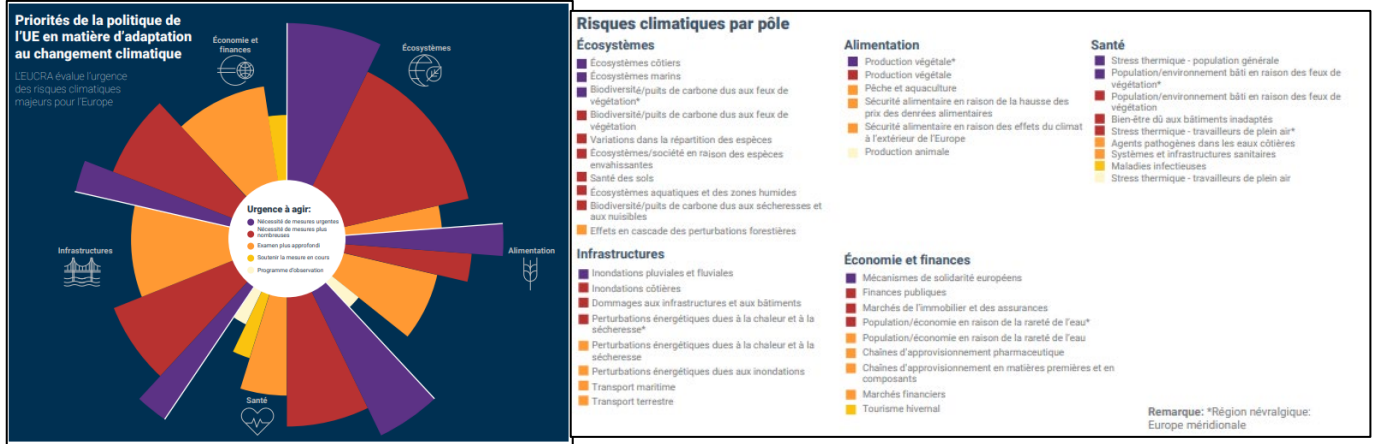 Priorités de la politique de
l'UE en matière d'adaptation
au changement climatique
L'EUCRA évalue l'urgence
des risques climatiques
majeurs pour l'Europe
Économie et
finances
Écosystèmes
Infrastructures
Alimentation
Santé
Urgence à agir:
Nécessité de mesures urgentes
Nécessité de mesures plus
nombreuses
Examen plus approfondi
Soutenir la mesure en cours
Programme d'observation
Risques climatiques par pôle
Écosystèmes
Écosystèmes côtiers
Écosystèmes marins
Biodiversité/puits de carbone dus aux feux de
végétation*
Biodiversité/puits de carbone dus aux feux de
végétation
Variations dans la répartition des espèces
Écosystèmes/société en raison des espèces
envahissantes
Santé des sols
Écosystèmes aquatiques et des zones humides
Biodiversité/puits de carbone dus aux sécheresses et
aux nuisibles
Effets en cascade des perturbations forestières
Alimentation
Production végétale*
Production végétale
Pêche et aquaculture
Sécurité alimentaire en raison de la hausse des
prix des denrées alimentaires
Sécurité alimentaire en raison des effets du climat
à l'extérieur de l'Europe
Production animale
Santé
Stress thermique - population générale
Population/environnement bâti en raison des feux de
végétation*
Population/environnement bâti en raison des feux de
végétation
Bien-être dû aux bâtiments inadaptés
Stress thermique - travailleurs de plein air*
Agents pathogènes dans les eaux côtières
Systèmes et infrastructures sanitaires
Maladies infectieuses
Stress thermique - travailleurs de plein air
Infrastructures
Inondations pluviales et fluviales
Inondations côtières
Dommages aux infrastructures et aux bâtiments
Perturbations énergétiques dues à la chaleur et à la
sécheresse*
Perturbations énergétiques dues à la chaleur et à la
sécheresse
Perturbations énergétiques dues aux inondations
Transport maritime
Transport terrestre
Économie et finances
Mécanismes de solidarité européens
Finances publiques
Marchés de l'immobilier et des assurances
Population/économie en raison de la rareté de l'eau*
Population/économie en raison de la rareté de l'eau
Chaînes d'approvisionnement pharmaceutique
Chaînes d'approvisionnement en matières premières et en
composants
Marchés financiers
Tourisme hivernal
Remarque: *Région névralgique:
Europe méridionale